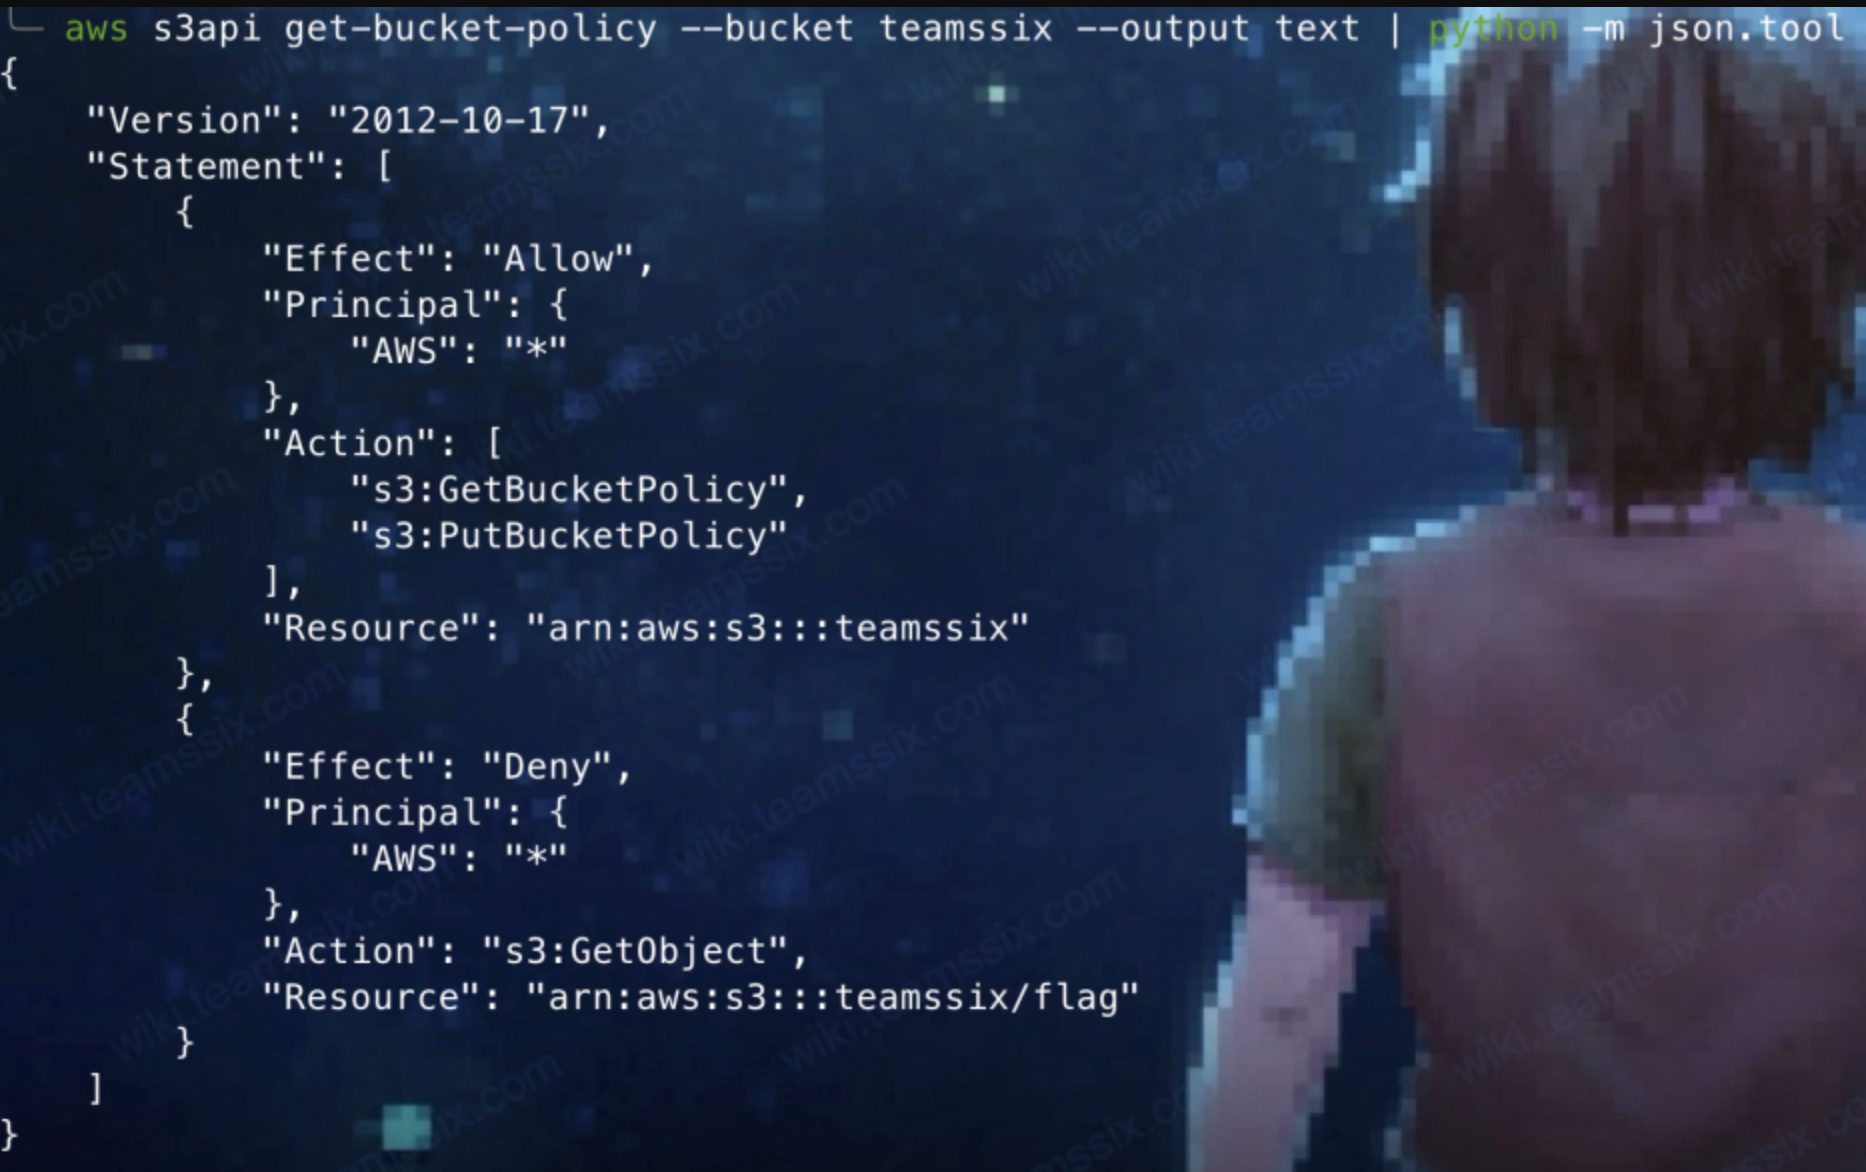 aws s3api get-bucket-policy --bucket teamssix --output text | python -m json.tool
{
    "Version": "2012-10-17",
    "Statement": [
        {
            "Effect": "Allow",
            "Principal": {
                "AWS": "*"
            },
            "Action": [
                "s3:GetBucketPolicy",
                "s3:PutBucketPolicy"
            ],
            "Resource": "arn:aws:s3:::teamssix"
        },
        {
            "Effect": "Deny",
            "Principal": {
                "AWS": "*"
            },
            "Action": "s3:GetObject",
            "Resource": "arn:aws:s3:::teamssix/flag"
        }
    ]
}
wiki.teamssix.com